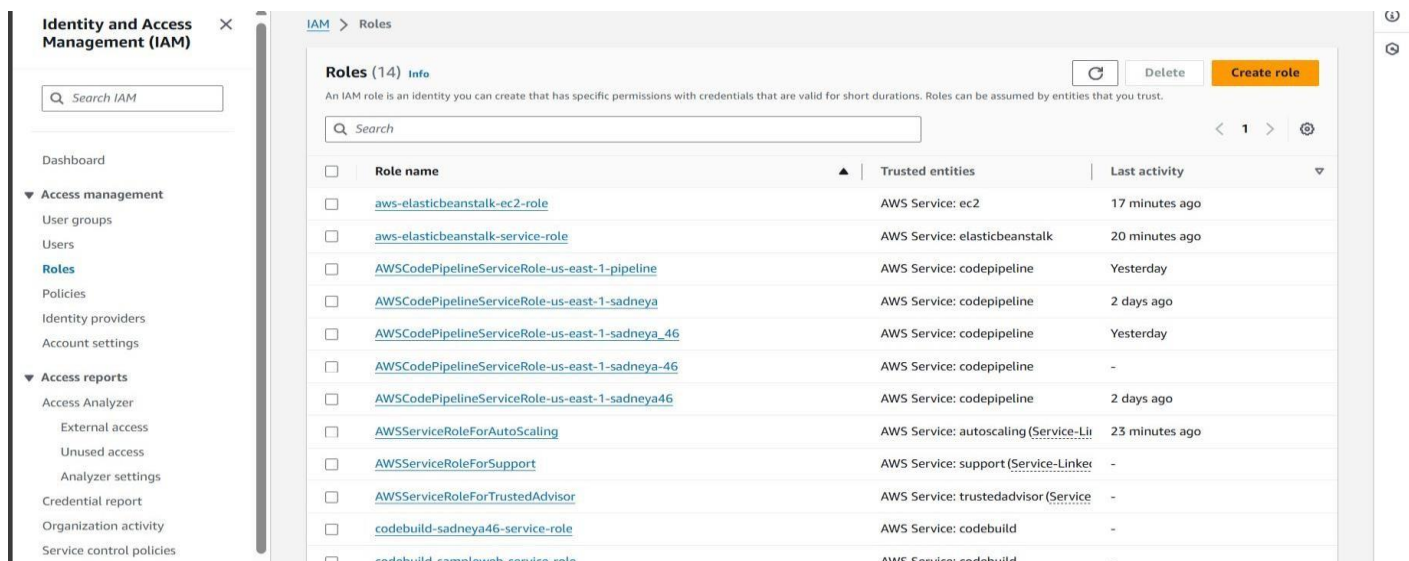 Identity and Access
Management (IAM)
Search IAM
Dashboard
Access management
User groups
Users
Roles
Policies
Identity providers
Account settings
Access reports
Access Analyzer
External access
Unused access
Analyzer settings
Credential report
Organization activity
Service control policies
IAM > Roles
Roles (14) Info
Delete
Create role
An IAM role is an identity you can create that has specific permissions with credentials that are valid for short durations. Roles can be assumed by entities that you trust.
Search
1
Role name Trusted entities Last activity
aws-elasticbeanstalk-ec2-role AWS Service: ec2 17 minutes ago
aws-elasticbeanstalk-service-role AWS Service: elasticbeanstalk 20 minutes ago
AWSCodePipelineServiceRole-us-east-1-pipeline AWS Service: codepipeline Yesterday
AWSCodePipelineServiceRole-us-east-1-sadneya AWS Service: codepipeline 2 days ago
AWSCodePipelineServiceRole-us-east-1-sadneya_46 AWS Service: codepipeline Yesterday
AWSCodePipelineServiceRole-us-east-1-sadneya-46 AWS Service: codepipeline -
AWSCodePipelineServiceRole-us-east-1-sadneya46 AWS Service: codepipeline 2 days ago
AWSServiceRoleForAutoScaling AWS Service: autoscaling (Service-Li 23 minutes ago
AWSServiceRoleForSupport AWS Service: support (Service-Linke -
AWSServiceRoleForTrustedAdvisor AWS Service: trustedadvisor (Service -
codebuild-sadneya46-service-role AWS Service: codebuild -
codebuild-sampleweb-service-role AWS Service: codebuild